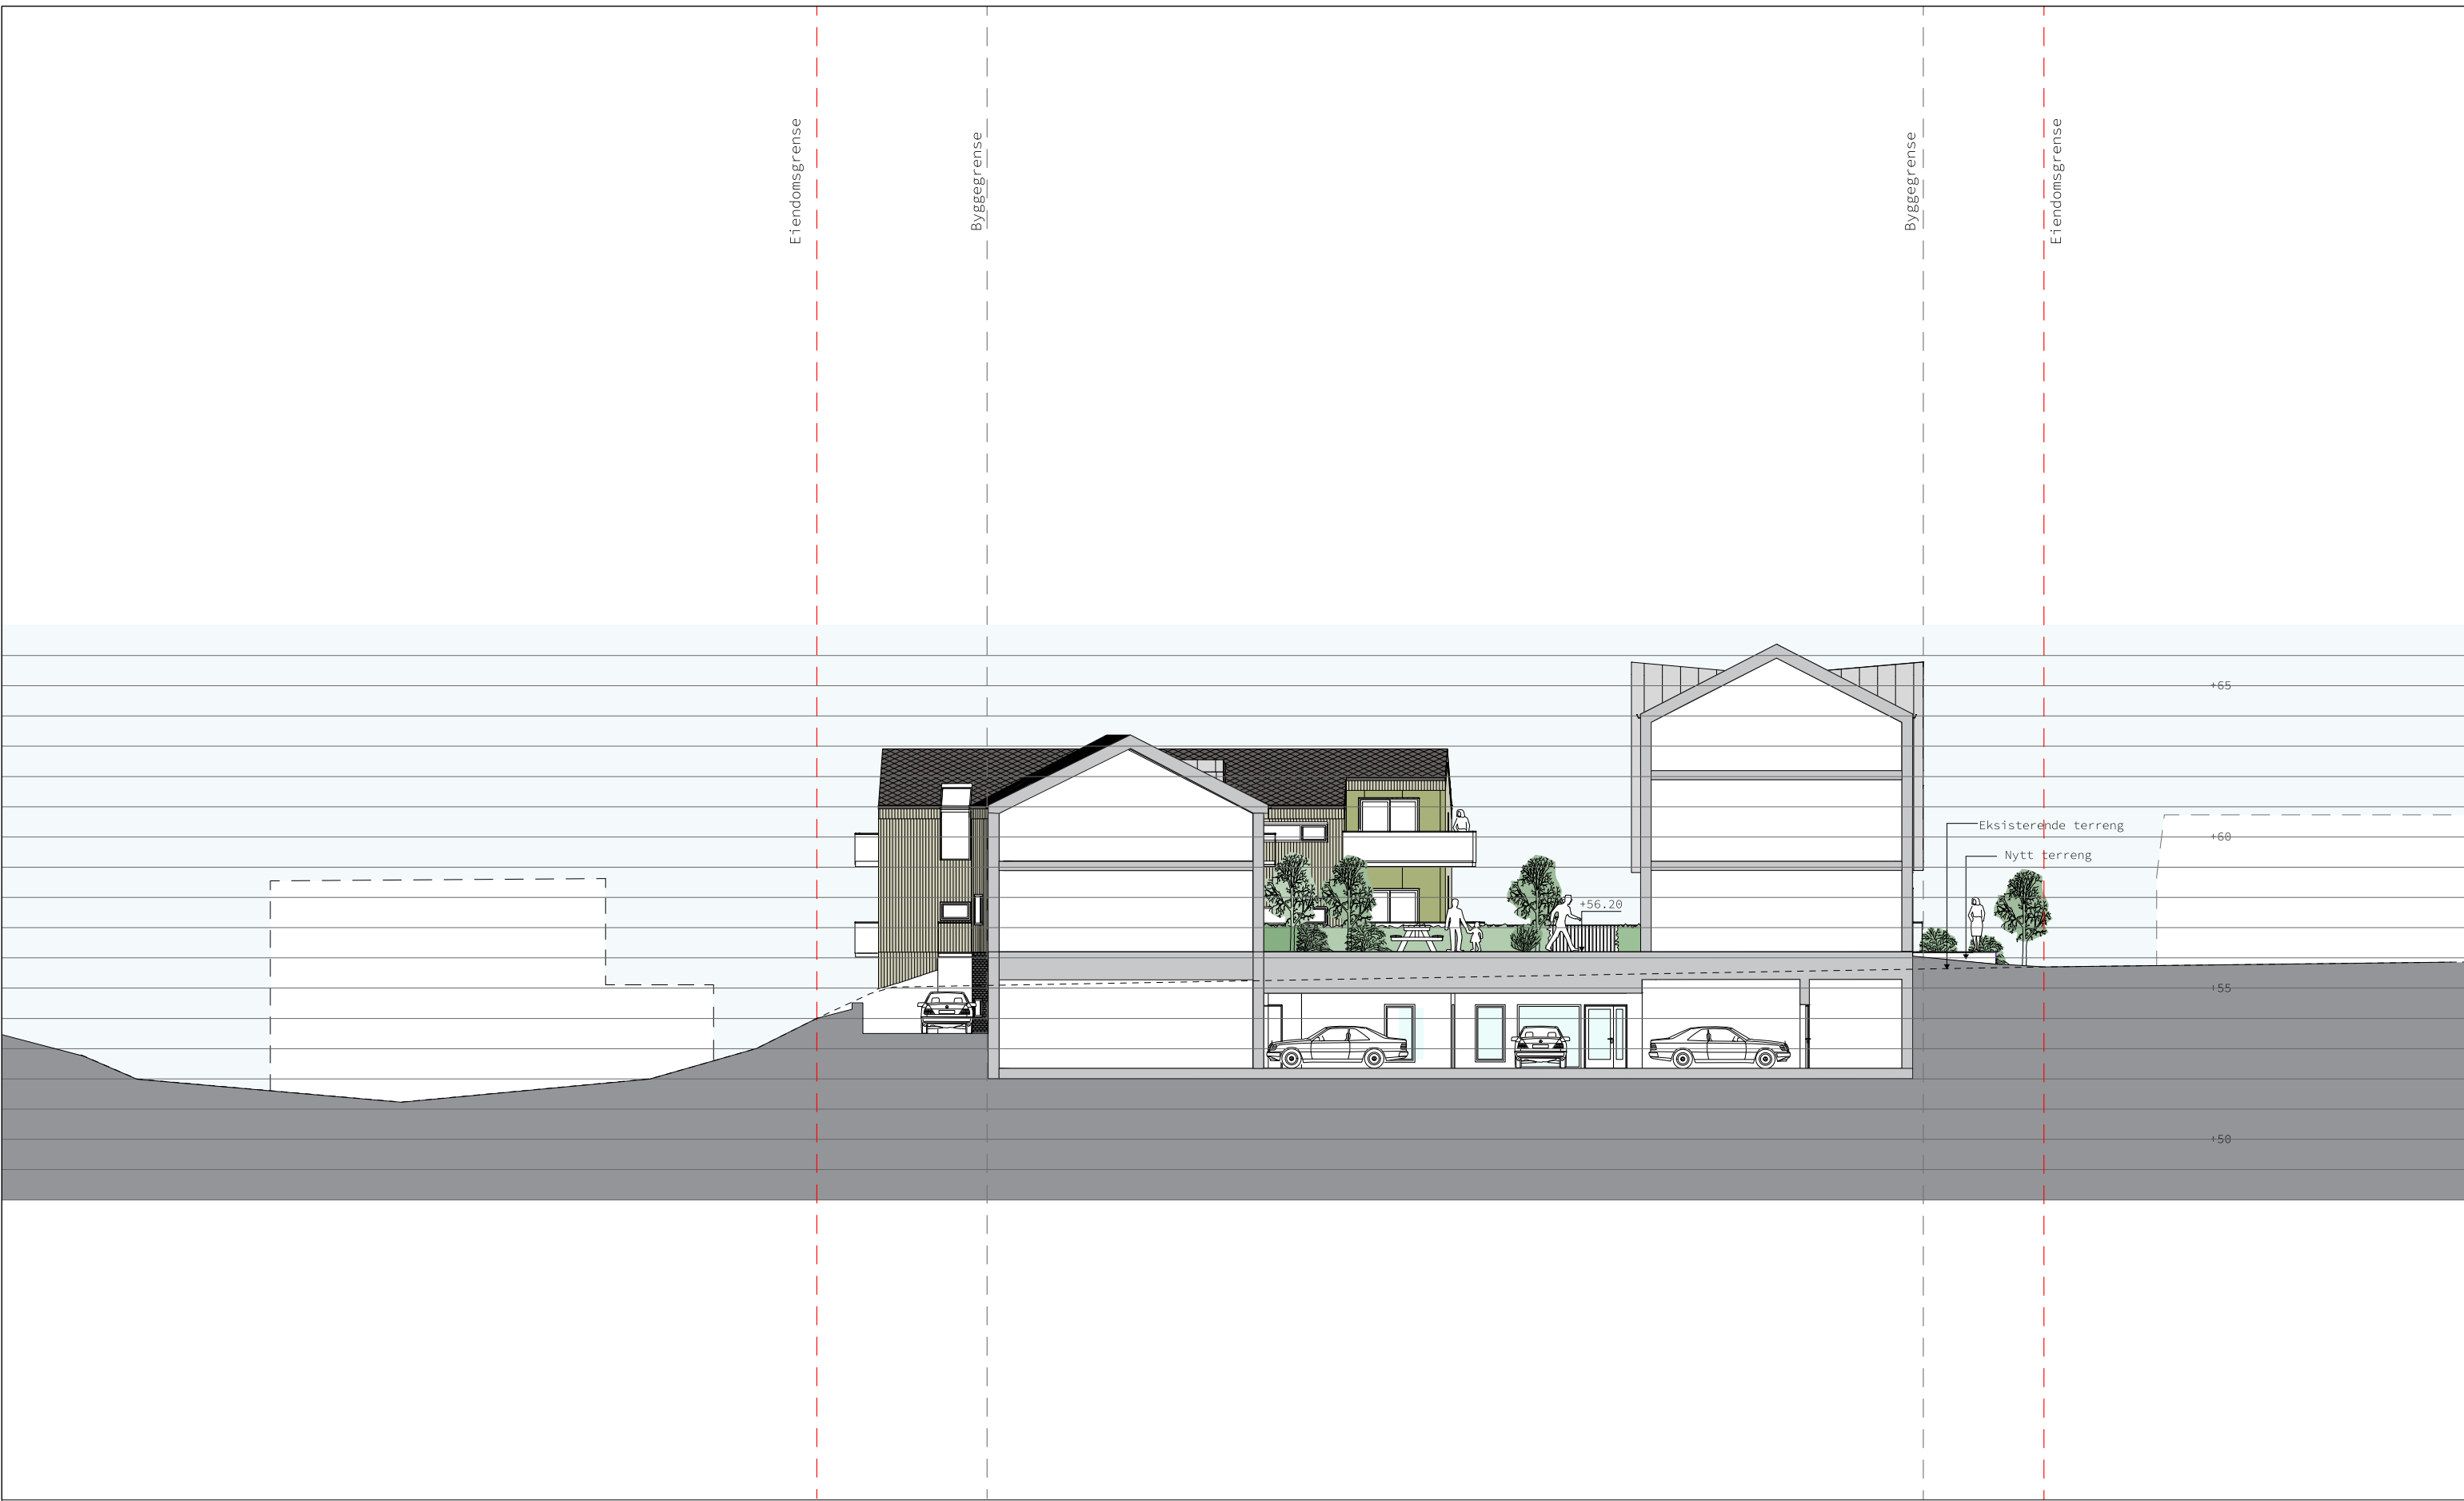 Eiendomsgrense
Byggegrense
Byggegrense
Eiendomsgrense
+65
Eksisterende terreng
+60
Nytt terreng
+56.20
+55
+50